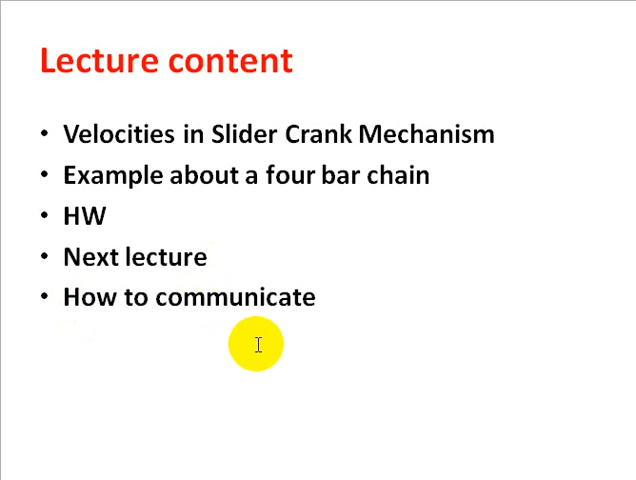 Lecture content
• Velocities in Slider Crank Mechanism
• Example about a four bar chain
• HW
• Next lecture
• How to communicate